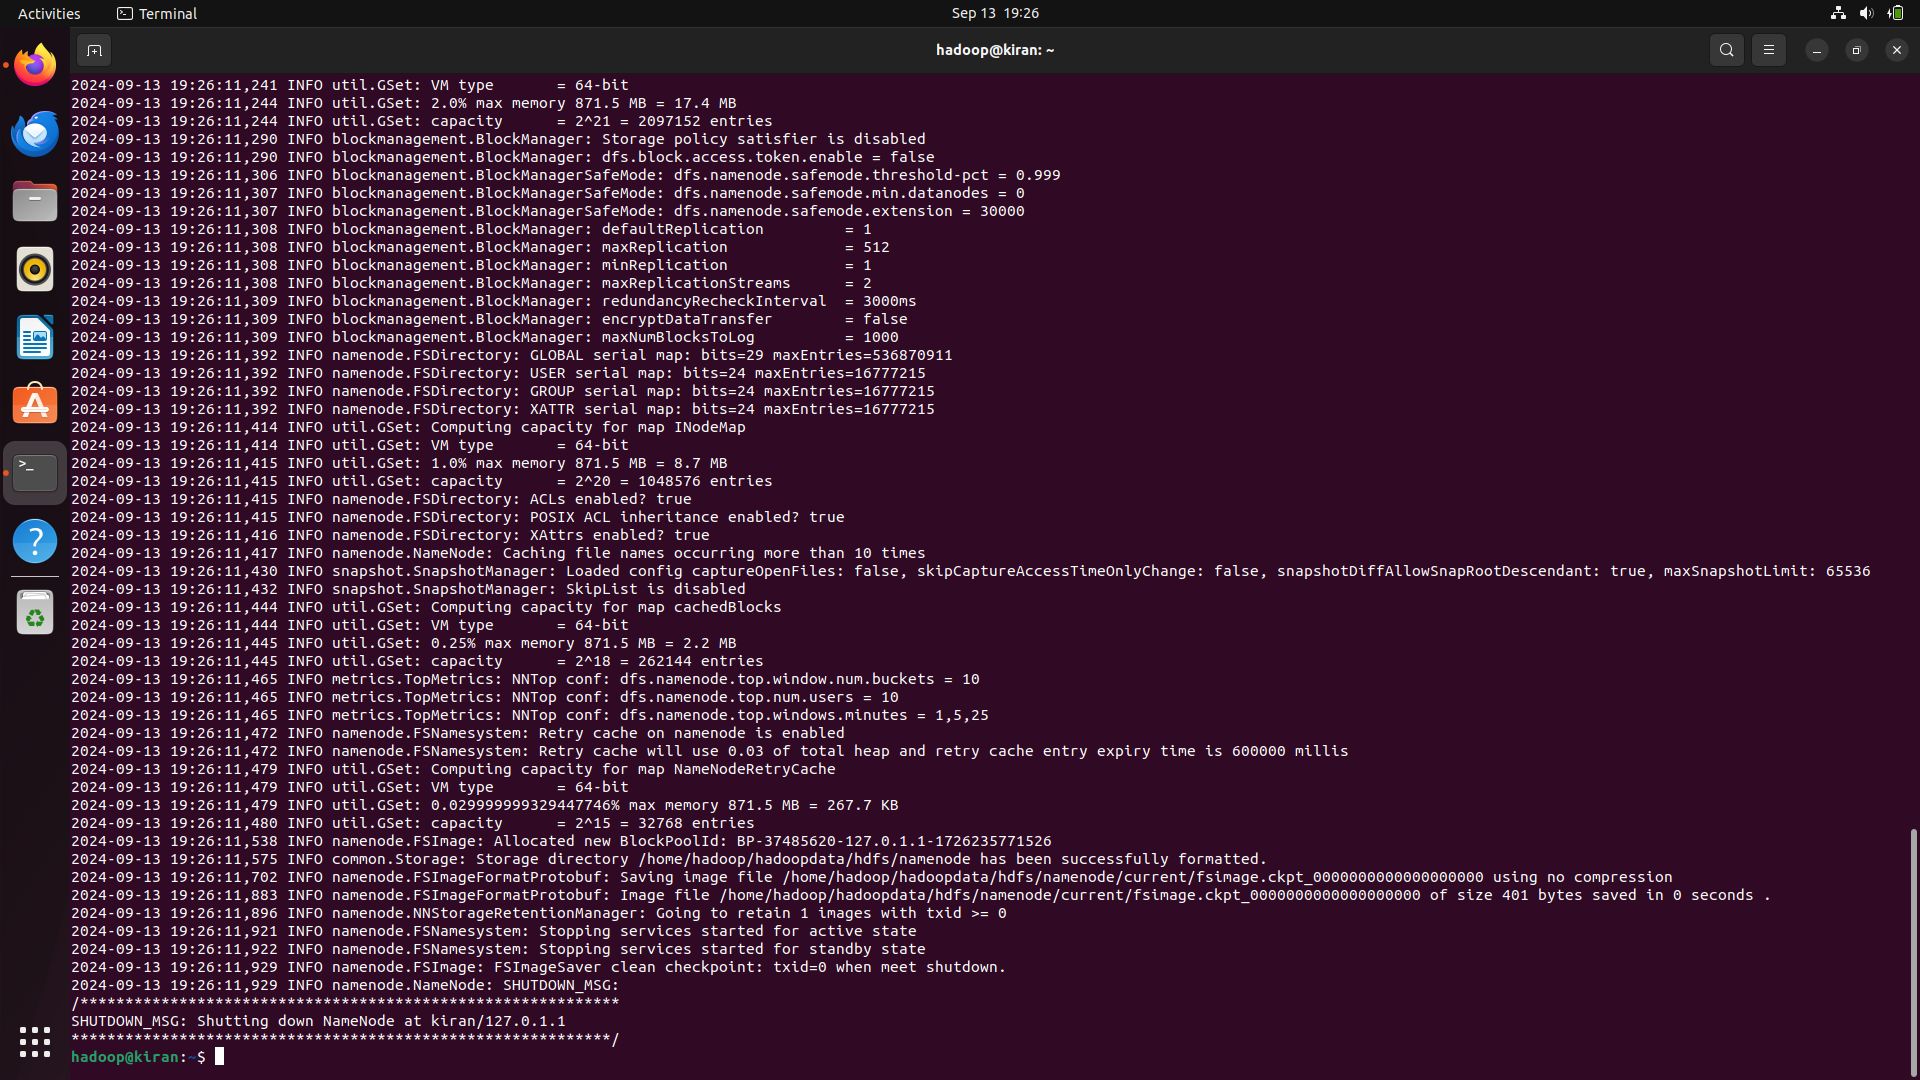 Activities
Terminal
Sep 13 19:26
hadoop@kiran: ~
2024-09-13 19:26:11,241 INFO util.GSet: VM type       = 64-bit
2024-09-13 19:26:11,244 INFO util.GSet: 2.0% max memory 871.5 MB = 17.4 MB
2024-09-13 19:26:11,244 INFO util.GSet: capacity      = 2^21 = 2097152 entries
2024-09-13 19:26:11,290 INFO blockmanagement.BlockManager: Storage policy satisfier is disabled
2024-09-13 19:26:11,290 INFO blockmanagement.BlockManager: dfs.block.access.token.enable = false
2024-09-13 19:26:11,306 INFO blockmanagement.BlockManagerSafeMode: dfs.namenode.safemode.threshold-pct = 0.999
2024-09-13 19:26:11,307 INFO blockmanagement.BlockManagerSafeMode: dfs.namenode.safemode.min.datanodes = 0
2024-09-13 19:26:11,307 INFO blockmanagement.BlockManagerSafeMode: dfs.namenode.safemode.extension = 30000
2024-09-13 19:26:11,308 INFO blockmanagement.BlockManager: defaultReplication         = 1
2024-09-13 19:26:11,308 INFO blockmanagement.BlockManager: maxReplication             = 512
2024-09-13 19:26:11,308 INFO blockmanagement.BlockManager: minReplication             = 1
2024-09-13 19:26:11,308 INFO blockmanagement.BlockManager: maxReplicationStreams      = 2
2024-09-13 19:26:11,309 INFO blockmanagement.BlockManager: redundancyRecheckInterval  = 3000ms
2024-09-13 19:26:11,309 INFO blockmanagement.BlockManager: encryptDataTransfer        = false
2024-09-13 19:26:11,309 INFO blockmanagement.BlockManager: maxNumBlocksToLog          = 1000
2024-09-13 19:26:11,392 INFO namenode.FSDirectory: GLOBAL serial map: bits=29 maxEntries=536870911
2024-09-13 19:26:11,392 INFO namenode.FSDirectory: USER serial map: bits=24 maxEntries=16777215
2024-09-13 19:26:11,392 INFO namenode.FSDirectory: GROUP serial map: bits=24 maxEntries=16777215
2024-09-13 19:26:11,392 INFO namenode.FSDirectory: XATTR serial map: bits=24 maxEntries=16777215
2024-09-13 19:26:11,414 INFO util.GSet: Computing capacity for map INodeMap
2024-09-13 19:26:11,414 INFO util.GSet: VM type       = 64-bit
2024-09-13 19:26:11,415 INFO util.GSet: 1.0% max memory 871.5 MB = 8.7 MB
2024-09-13 19:26:11,415 INFO util.GSet: capacity      = 2^20 = 1048576 entries
2024-09-13 19:26:11,415 INFO namenode.FSDirectory: ACLs enabled? true
2024-09-13 19:26:11,415 INFO namenode.FSDirectory: POSIX ACL inheritance enabled? true
2024-09-13 19:26:11,416 INFO namenode.FSDirectory: XAttrs enabled? true
2024-09-13 19:26:11,417 INFO namenode.NameNode: Caching file names occurring more than 10 times
2024-09-13 19:26:11,430 INFO snapshot.SnapshotManager: Loaded config captureOpenFiles: false, skipCaptureAccessTimeOnlyChange: false, snapshotDiffAllowSnapRootDescendant: true, maxSnapshotLimit: 65536
2024-09-13 19:26:11,432 INFO snapshot.SnapshotManager: SkipList is disabled
2024-09-13 19:26:11,444 INFO util.GSet: Computing capacity for map cachedBlocks
2024-09-13 19:26:11,444 INFO util.GSet: VM type       = 64-bit
2024-09-13 19:26:11,445 INFO util.GSet: 0.25% max memory 871.5 MB = 2.2 MB
2024-09-13 19:26:11,445 INFO util.GSet: capacity      = 2^18 = 262144 entries
2024-09-13 19:26:11,465 INFO metrics.TopMetrics: NNTop conf: dfs.namenode.top.window.num.buckets = 10
2024-09-13 19:26:11,465 INFO metrics.TopMetrics: NNTop conf: dfs.namenode.top.num.users = 10
2024-09-13 19:26:11,465 INFO metrics.TopMetrics: NNTop conf: dfs.namenode.top.windows.minutes = 1,5,25
2024-09-13 19:26:11,472 INFO namenode.FSNamesystem: Retry cache on namenode is enabled
2024-09-13 19:26:11,472 INFO namenode.FSNamesystem: Retry cache will use 0.03 of total heap and retry cache entry expiry time is 600000 millis
2024-09-13 19:26:11,479 INFO util.GSet: Computing capacity for map NameNodeRetryCache
2024-09-13 19:26:11,479 INFO util.GSet: VM type       = 64-bit
2024-09-13 19:26:11,479 INFO util.GSet: 0.029999999329447746% max memory 871.5 MB = 267.7 KB
2024-09-13 19:26:11,480 INFO util.GSet: capacity      = 2^15 = 32768 entries
2024-09-13 19:26:11,538 INFO namenode.FSImage: Allocated new BlockPoolId: BP-37485620-127.0.1.1-1726235771526
2024-09-13 19:26:11,575 INFO common.Storage: Storage directory /home/hadoop/hadoopdata/hdfs/namenode has been successfully formatted.
2024-09-13 19:26:11,702 INFO namenode.FSImageFormatProtobuf: Saving image file /home/hadoop/hadoopdata/hdfs/namenode/current/fsimage.ckpt_0000000000000000000 using no compression
2024-09-13 19:26:11,883 INFO namenode.FSImageFormatProtobuf: Image file /home/hadoop/hadoopdata/hdfs/namenode/current/fsimage.ckpt_0000000000000000000 of size 401 bytes saved in 0 seconds .
2024-09-13 19:26:11,896 INFO namenode.NNStorageRetentionManager: Going to retain 1 images with txid >= 0
2024-09-13 19:26:11,921 INFO namenode.FSNamesystem: Stopping services started for active state
2024-09-13 19:26:11,922 INFO namenode.FSNamesystem: Stopping services started for standby state
2024-09-13 19:26:11,929 INFO namenode.FSImage: FSImageSaver clean checkpoint: txid=0 when meet shutdown.
2024-09-13 19:26:11,929 INFO namenode.NameNode: SHUTDOWN_MSG:
/************************************************************
SHUTDOWN_MSG: Shutting down NameNode at kiran/127.0.1.1
************************************************************/
hadoop@kiran:~$